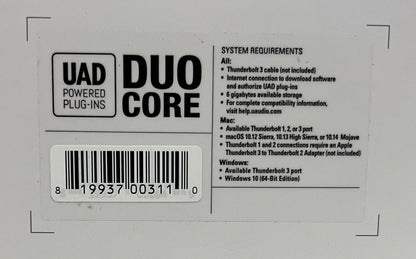 UAD
POWERED
PLUG-INS
DUO
CORE
8 19937 00311 0
SYSTEM REQUIREMENTS
All:
• Thunderbolt 3 cable (not included)
• Internet connection to download software
and authorize UAD plug-ins
• 6 gigabytes available storage
• For complete compatibility information,
visit help.uaudio.com
Mac:
• Available Thunderbolt 1, 2, or 3 port
• macOS 10.12 Sierra, 10.13 High Sierra, or 10.14 Mojave
• Thunderbolt 1 and 2 connections require an Apple
Thunderbolt 3 to Thunderbolt 2 Adapter (not included)
Windows:
• Available Thunderbolt 3 port
• Windows 10 (64-Bit Edition)